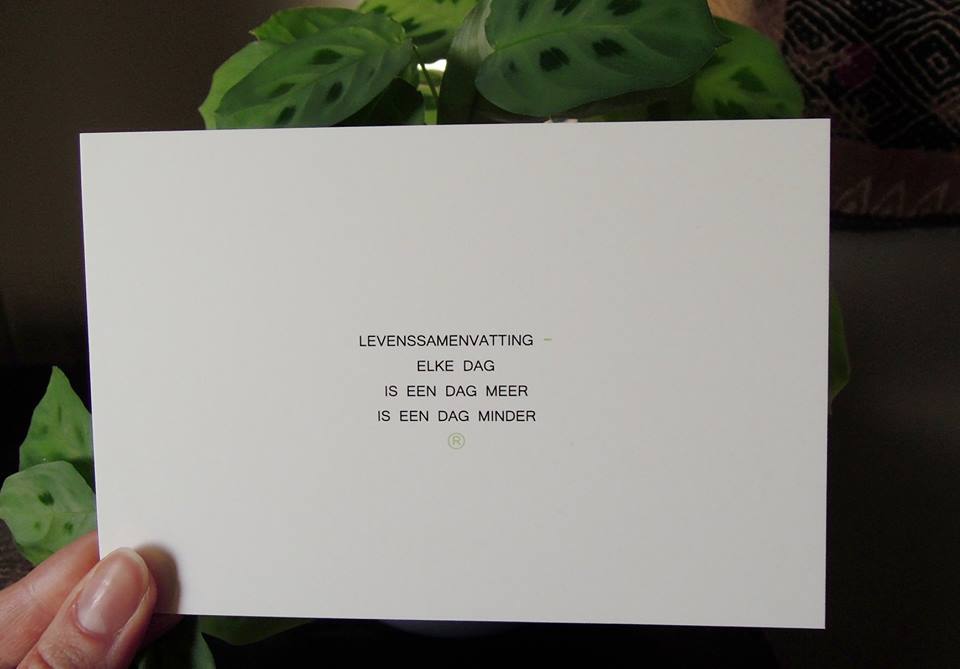 LEVENSSAMENVATTING –
ELKE DAG
IS EEN DAG MEER
IS EEN DAG MINDER
®